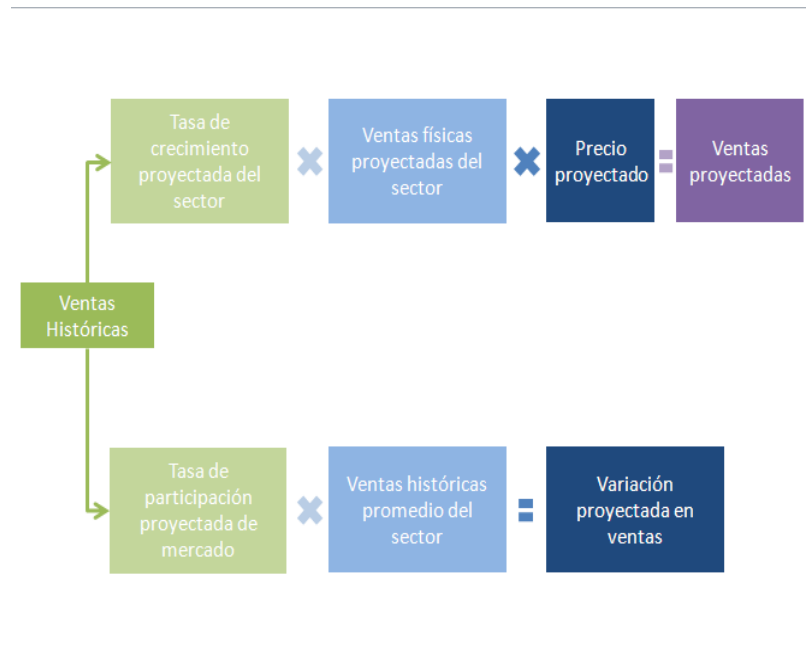 Tasa de
crecimiento
proyectada del
sector
Ventas físicas
proyectadas del
sector
Precio
proyectado
Ventas
proyectadas
Ventas
Históricas
Tasa de
participación
proyectada de
mercado
Ventas históricas
promedio del
sector
Variación
proyectada en
ventas